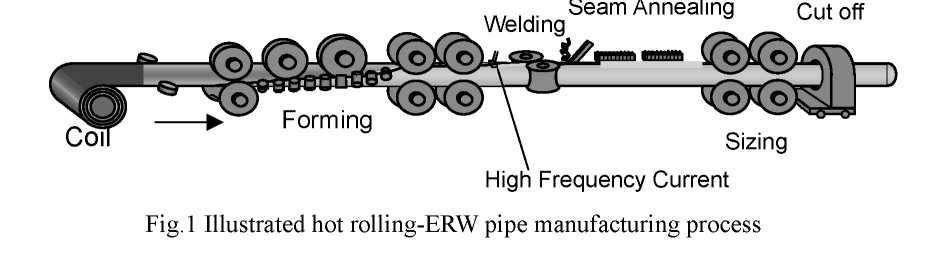 Seam Annealing
Cut off
Welding
Coil
Forming
Sizing
High Frequency Current
Fig.1 Illustrated hot rolling-ERW pipe manufacturing process